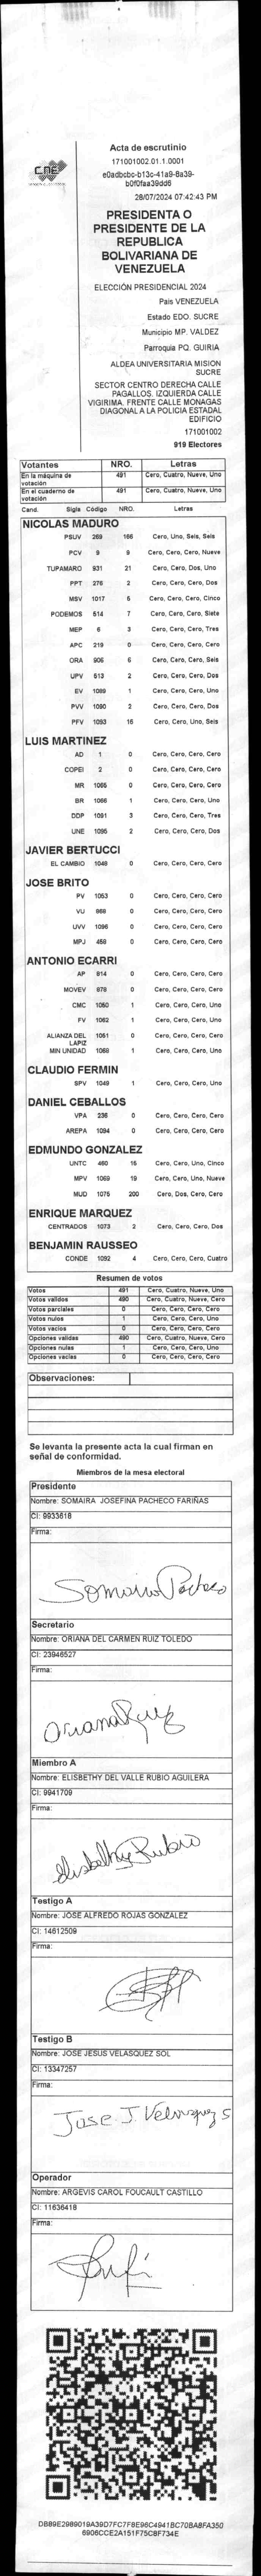 CNE
Acta de escrutinio
171001002.01.1.0001
e0adbcbc-b13c-41a9-8a39-
b0f0faa39dd6
28/07/2024 07:42:43 PM
PRESIDENTA O
PRESIDENTE DE LA
REPUBLICA
BOLIVARIANA DE
VENEZUELA
ELECCIÓN PRESIDENCIAL 2024
Pais VENEZUELA
Estado EDO. SUCRE
Municipio MP. VALDEZ
Parroquia PQ. GUIRIA
ALDEA UNIVERSITARIA MISION
SUCRE
SECTOR CENTRO DERECHA CALLE
PAGALLOS. IZQUIERDA CALLE
VIGIRIMA. FRENTE CALLE MONAGAS
DIAGONAL A LA POLICIA ESTADAL
EDIFICIO
171001002
919 Electores
Votantes NRO. Letras
En la máquina de votación 491 Cero, Cuatro, Nueve, Uno
En el cuaderno de votación 491 Cero, Cuatro, Nueve, Uno
Cand. Sigla Código NRO. Letras
NICOLAS MADURO
PSUV 269 166 Cero, Uno, Seis, Seis
PCV 9 9 Cero, Cero, Cero, Nueve
TUPAMARO 931 21 Cero, Cero, Dos, Uno
PPT 276 2 Cero, Cero, Cero, Dos
MSV 1017 5 Cero, Cero, Cero, Cinco
PODEMOS 514 7 Cero, Cero, Cero, Siete
MEP 6 3 Cero, Cero, Cero, Tres
APC 219 0 Cero, Cero, Cero, Cero
ORA 906 6 Cero, Cero, Cero, Seis
UPV 513 2 Cero, Cero, Cero, Dos
EV 1089 1 Cero, Cero, Cero, Uno
PVV 1090 2 Cero, Cero, Cero, Dos
PFV 1093 16 Cero, Cero, Uno, Seis
LUIS MARTINEZ
AD 1 0 Cero, Cero, Cero, Cero
COPEI 2 0 Cero, Cero, Cero, Cero
MR 1065 0 Cero, Cero, Cero, Cero
BR 1066 1 Cero, Cero, Cero, Uno
DDP 1091 3 Cero, Cero, Cero, Tres
UNE 1095 2 Cero, Cero, Cero, Dos
JAVIER BERTUCCI
EL CAMBIO 1048 0 Cero, Cero, Cero, Cero
JOSE BRITO
PV 1053 0 Cero, Cero, Cero, Cero
VU 868 0 Cero, Cero, Cero, Cero
UVV 1096 0 Cero, Cero, Cero, Cero
MPJ 458 0 Cero, Cero, Cero, Cero
ANTONIO ECARRI
AP 814 0 Cero, Cero, Cero, Cero
MOVEV 878 0 Cero, Cero, Cero, Cero
CMC 1050 1 Cero, Cero, Cero, Uno
FV 1062 1 Cero, Cero, Cero, Uno
ALIANZA DEL LAPIZ 1051 0 Cero, Cero, Cero, Cero
MIN UNIDAD 1068 1 Cero, Cero, Cero, Uno
CLAUDIO FERMIN
SPV 1049 1 Cero, Cero, Cero, Uno
DANIEL CEBALLOS
VPA 236 0 Cero, Cero, Cero, Cero
AREPA 1094 0 Cero, Cero, Cero, Cero
EDMUNDO GONZALEZ
UNTC 460 15 Cero, Cero, Uno, Cinco
MPV 1069 19 Cero, Cero, Uno, Nueve
MUD 1075 200 Cero, Dos, Cero, Cero
ENRIQUE MARQUEZ
CENTRADOS 1073 2 Cero, Cero, Cero, Dos
BENJAMIN RAUSSEO
CONDE 1092 4 Cero, Cero, Cero, Cuatro
Resumen de votos
Votos 491 Cero, Cuatro, Nueve, Uno
Votos validos 490 Cero, Cuatro, Nueve, Cero
Votos parciales 0 Cero, Cero, Cero, Cero
Votos nulos 1 Cero, Cero, Cero, Uno
Votos vacios 0 Cero, Cero, Cero, Cero
Opciones validas 490 Cero, Cuatro, Nueve, Cero
Opciones nulas 1 Cero, Cero, Cero, Uno
Opciones vacias 0 Cero, Cero, Cero, Cero
Observaciones:
Se levanta la presente acta la cual firman en
señal de conformidad.
Miembros de la mesa electoral
Presidente
Nombre: SOMAIRA JOSEFINA PACHECO FARIÑAS
CI: 9933618
Firma:
Somaira Pacheco
Secretario
Nombre: ORIANA DEL CARMEN RUIZ TOLEDO
CI: 23946527
Firma:
Oriana Ruiz
Miembro A
Nombre: ELISBETHY DEL VALLE RUBIO AGUILERA
CI: 9941709
Firma:
Elisbethy Rubio
Testigo A
Nombre: JOSE ALFREDO ROJAS GONZALEZ
CI: 14612509
Firma:
Testigo B
Nombre: JOSE JESUS VELASQUEZ SOL
CI: 13347257
Firma:
Jose J. Velasquez S
Operador
Nombre: ARGEVIS CAROL FOUCAULT CASTILLO
CI: 11636418
Firma:
DB89E2989019A39D7FC7F8E96C4941BC70BABFA350
6906CCE2A151F75C8F734E